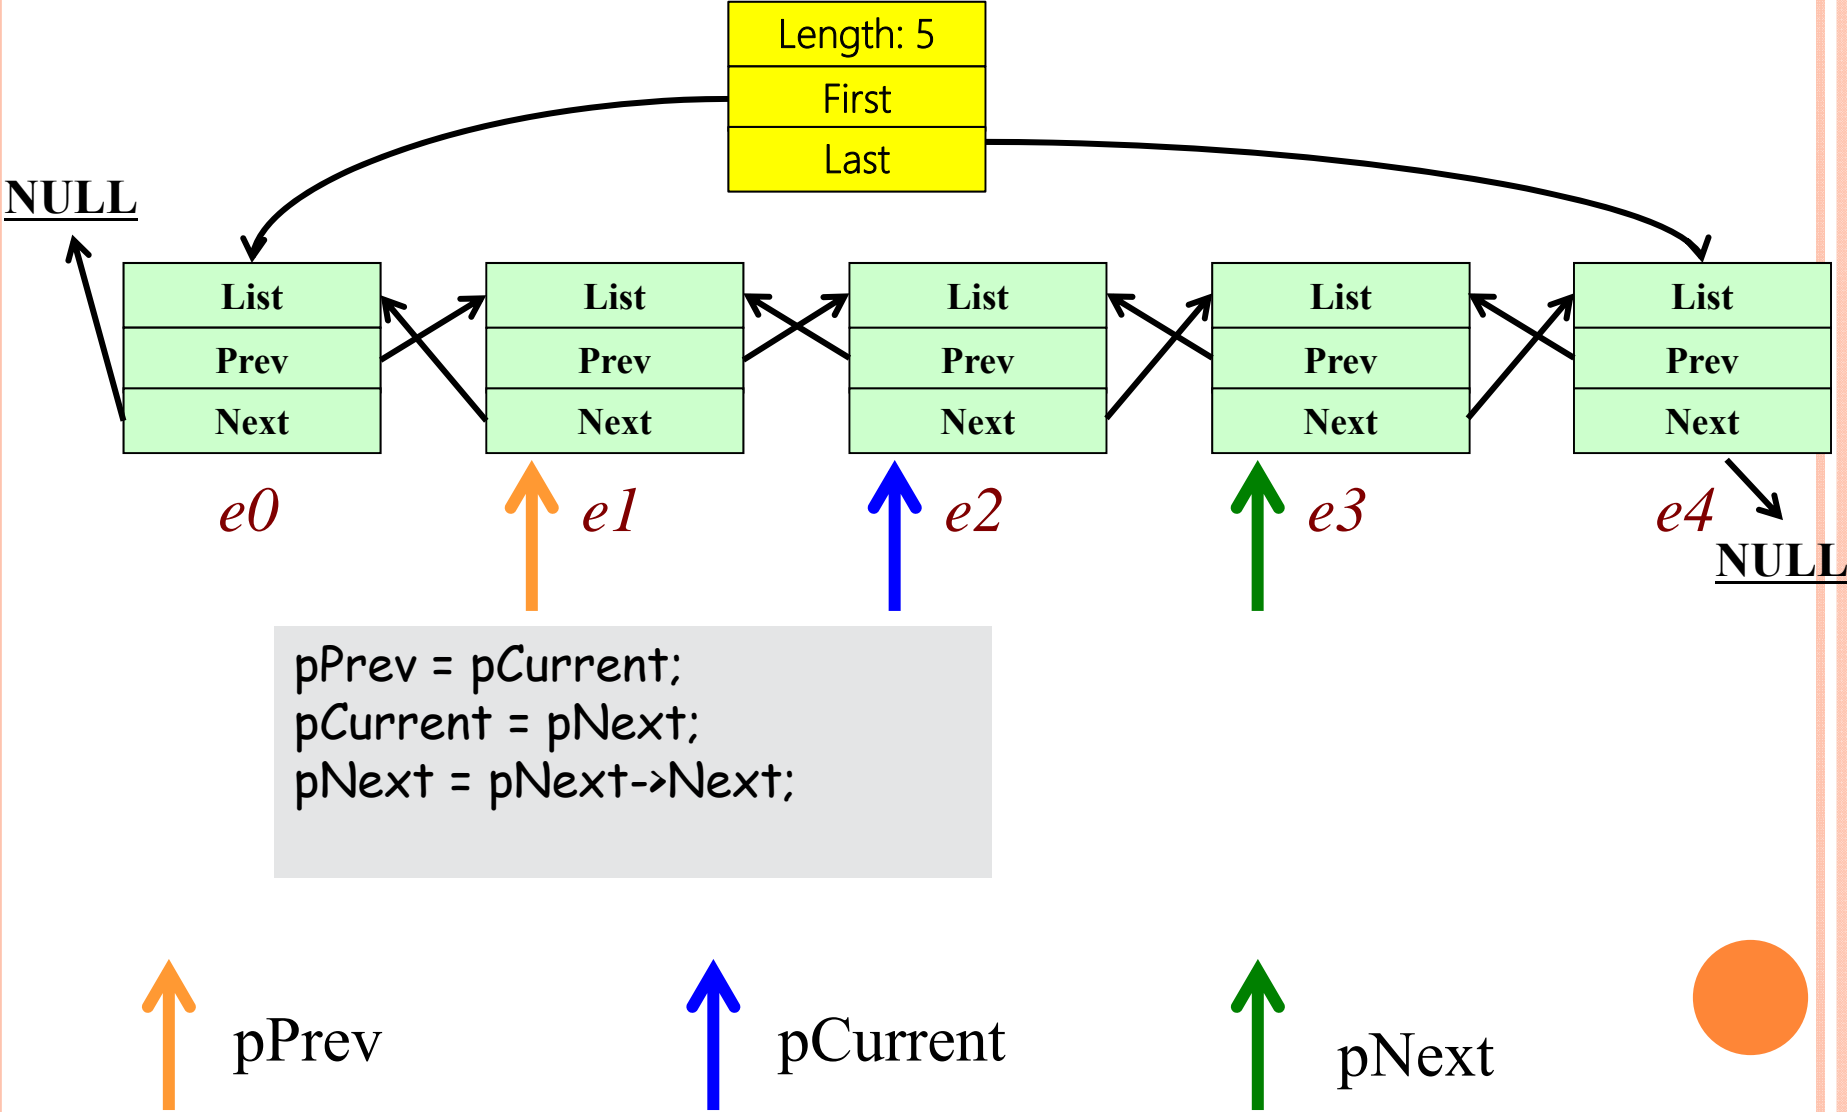 Length: 5
First
Last
NULL
List
List
List
List
List
Prev
Prev
Prev
Prev
Prev
Next
Next
Next
Next
Next
e0
e1
e2
e3
e4
NULL
pPrev = pCurrent;
pCurrent = pNext;
pNext = pNext->Next;
pPrev
pCurrent
pNext